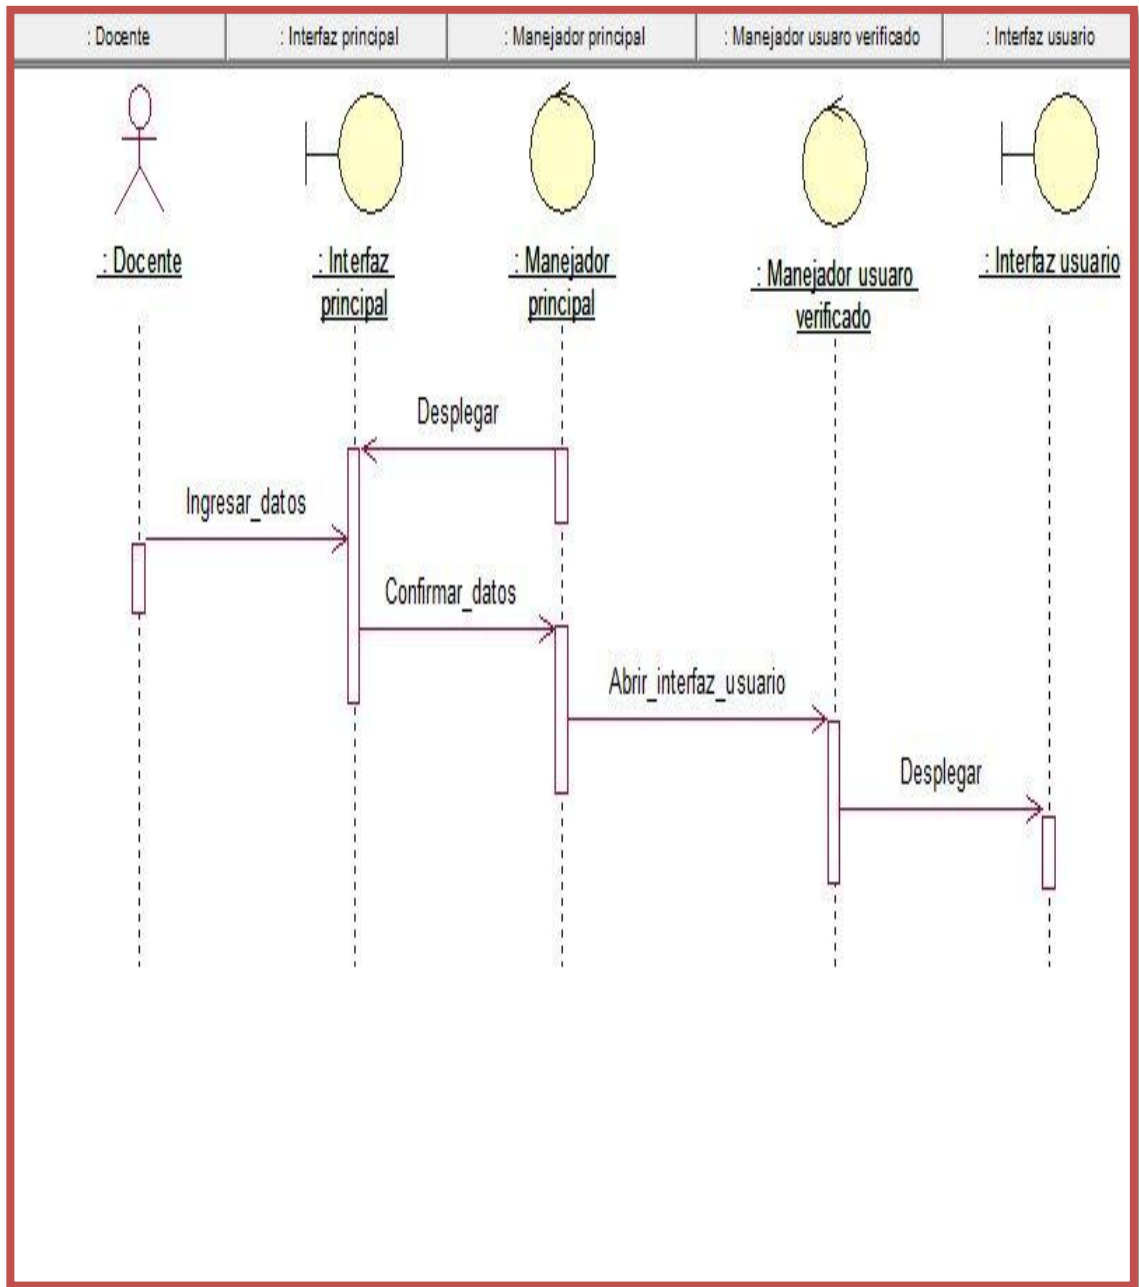 : Docente
: Interfaz principal
: Manejador principal
: Manejador usuaro verificado
: Interfaz usuario
: Docente
: Interfaz
principal
: Manejador
principal
: Manejador usuaro
verificado
: Interfaz usuario
Desplegar
Ingresar_datos
Confirmar_datos
Abrir_interfaz_usuario
Desplegar